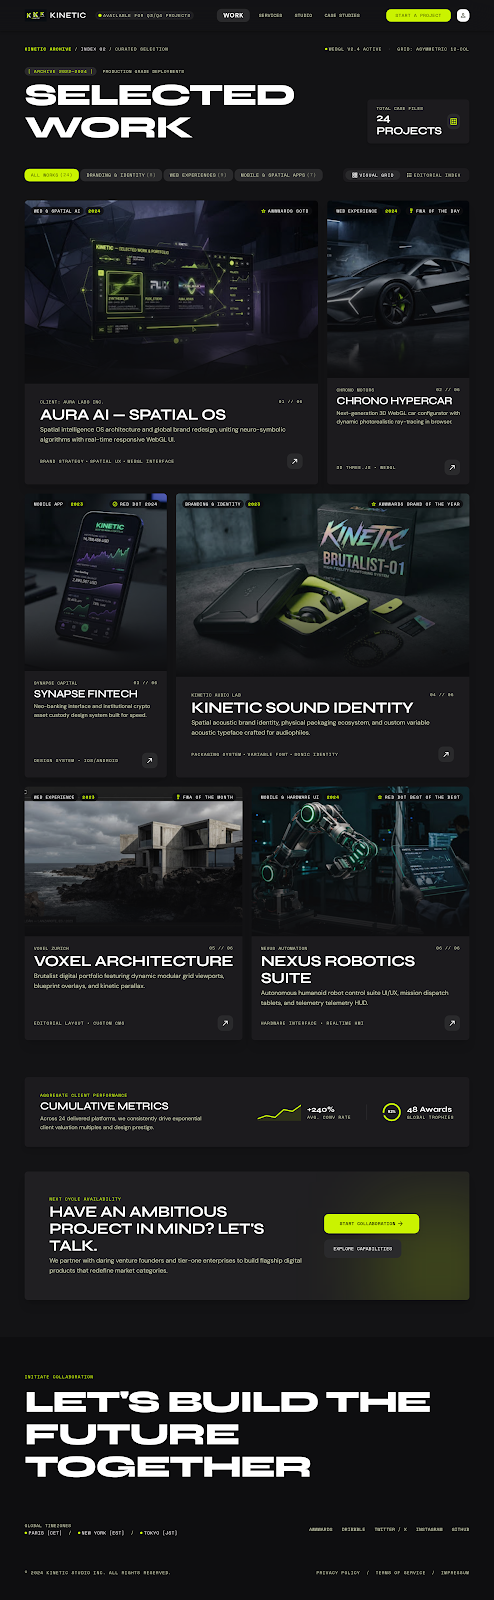 KINETIC
AVAILABLE FOR Q3/Q4 PROJECTS
WORK
SERVICES
STUDIO
CASE STUDIES
START A PROJECT
KINETIC ARCHIVE / INDEX 02 / CURATED SELECTION
WEBGL V2.4 ACTIVE
GRID: ASYMMETRIC 12-COL
[ ARCHIVE 2023—2024 ]
PRODUCTION GRADE DEPLOYMENTS
SELECTED
WORK
TOTAL CASE FILES
24
PROJECTS
ALL WORKS (24)
BRANDING & IDENTITY
WEB EXPERIENCES
MOBILE & SPATIAL APPS (7)
VISUAL GRID
EDITORIAL INDEX
WEB & SPATIAL AI 2024
AWWWARDS SOTD
KINETIC — SELECTED WORK & PORTFOLIO
CLIENT: AURA LABS INC.
01 // 06
AURA AI — SPATIAL OS
Spatial intelligence OS architecture and global brand redesign, uniting neuro-symbolic
algorithms with real-time responsive WebGL UI.
BRAND STRATEGY • SPATIAL UX • WEBGL INTERFACE
WEB EXPERIENCE 2024
FWA OF THE DAY
CHRONO MOTORS
02 // 06
CHRONO HYPERCAR
Next-generation 3D WebGL car configurator with
dynamic photorealistic ray-tracing in browser.
THREE.JS • WEBGL
MOBILE APP 2023
RED DOT 2024
KINETIC
SYNAPSE CAPITAL
03 // 06
SYNAPSE FINTECH
Neo-banking interface and institutional crypto
asset custody design system built for speed.
DESIGN SYSTEM • IOS/ANDROID
BRANDING & IDENTITY 2023
AWWWARDS BRAND OF THE YEAR
KINETIC
BRUTALIST-01
KINETIC AUDIO LAB
04 // 06
KINETIC SOUND IDENTITY
Spatial acoustic brand identity, physical packaging ecosystem, and custom variable
acoustic typeface crafted for audiophiles.
PACKAGING SYSTEM • VARIABLE FONT • SONIC IDENTITY
WEB EXPERIENCE 2023
FWA OF THE MONTH
VOXEL ZURICH
05 // 06
VOXEL ARCHITECTURE
Brutalist digital portfolio featuring dynamic modular grid viewports,
blueprint overlays, and kinetic parallax.
EDITORIAL LAYOUT • CUSTOM CMS
MOBILE & HARDWARE UI 2024
RED DOT BEST OF THE BEST
NEXUS AUTOMATION
06 // 06
NEXUS ROBOTICS
SUITE
Autonomous humanoid robot control suite UI/UX, mission dispatch
tablets, and telemetry telemetry HUD.
HARDWARE INTERFACE • REALTIME HMI
AGGREGATE CLIENT PERFORMANCE
CUMULATIVE METRICS
Across 24 delivered platforms, we consistently drive exponential
client valuation multiples and design prestige.
+240%
AVG. CONV RATE
48 Awards
GLOBAL TROPHIES
NEXT CYCLE AVAILABILITY
HAVE AN AMBITIOUS
PROJECT IN MIND? LET'S
TALK.
We partner with daring venture founders and tier-one enterprises to build flagship digital
products that redefine market categories.
START COLLABORATION →
EXPLORE CAPABILITIES
INITIATE COLLABORATION
LET'S BUILD THE
FUTURE
TOGETHER
GLOBAL TIMEZONES
PARIS [CET] / NEW YORK [EST] / TOKYO [JST]
AWWWARDS
DRIBBBLE
TWITTER / X
INSTAGRAM
GITHUB
© 2024 KINETIC STUDIO INC. ALL RIGHTS RESERVED.
PRIVACY POLICY / TERMS OF SERVICE / IMPRESSUM